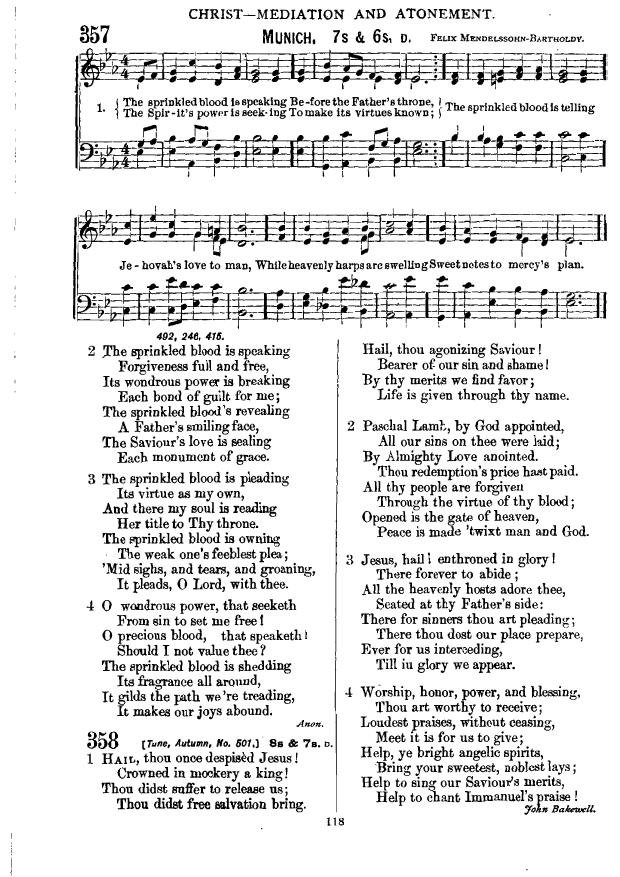 CHRIST—MEDIATION AND ATONEMENT.
357 MUNICH. 7S & 6S. D. FELIX MENDELSSOHN-BARTHOLDY.
1. The sprinkled blood is speaking Be-fore the Father's throne, The sprinkled blood is telling
The Spir-it's power is seek-ing To make its virtues known;
Je-hovah's love to man, While heavenly harps are swelling Sweet notes to mercy's plan.
492, 246, 415.
2 The sprinkled blood is speaking
Forgiveness full and free,
Its wondrous power is breaking
Each bond of guilt for me;
The sprinkled blood's revealing
A Father's smiling face,
The Saviour's love is sealing
Each monument of grace.
3 The sprinkled blood is pleading
Its virtue as my own,
And there my soul is reading
Her title to Thy throne.
The sprinkled blood is owning
The weak one's feeblest plea;
'Mid sighs, and tears, and groaning,
It pleads, O Lord, with thee.
4 O wondrous power, that seeketh
From sin to set me free!
O precious blood, that speaketh!
Should I not value thee?
The sprinkled blood is shedding
Its fragrance all around,
It gilds the path we're treading,
It makes our joys abound.
Anon.
358 [Tune, Autumn, No. 501.] 8s & 7s. D.
1 HAIL, thou once despisèd Jesus!
Crowned in mockery a king!
Thou didst suffer to release us;
Thou didst free salvation bring.
Hail, thou agonizing Saviour!
Bearer of our sin and shame!
By thy merits we find favor;
Life is given through thy name.
2 Paschal Lamb, by God appointed,
All our sins on thee were laid;
By Almighty Love anointed.
Thou redemption's price hast paid.
All thy people are forgiven
Through the virtue of thy blood;
Opened is the gate of heaven,
Peace is made 'twixt man and God.
3 Jesus, hail! enthroned in glory!
There forever to abide;
All the heavenly hosts adore thee,
Seated at thy Father's side:
There for sinners thou art pleading;
There thou dost our place prepare,
Ever for us interceding,
Till in glory we appear.
4 Worship, honor, power, and blessing,
Thou art worthy to receive;
Loudest praises, without ceasing,
Meet it is for us to give;
Help, ye bright angelic spirits,
Bring your sweetest, noblest lays;
Help to sing our Saviour's merits,
Help to chant Immanuel's praise!
John Bakewell.
118